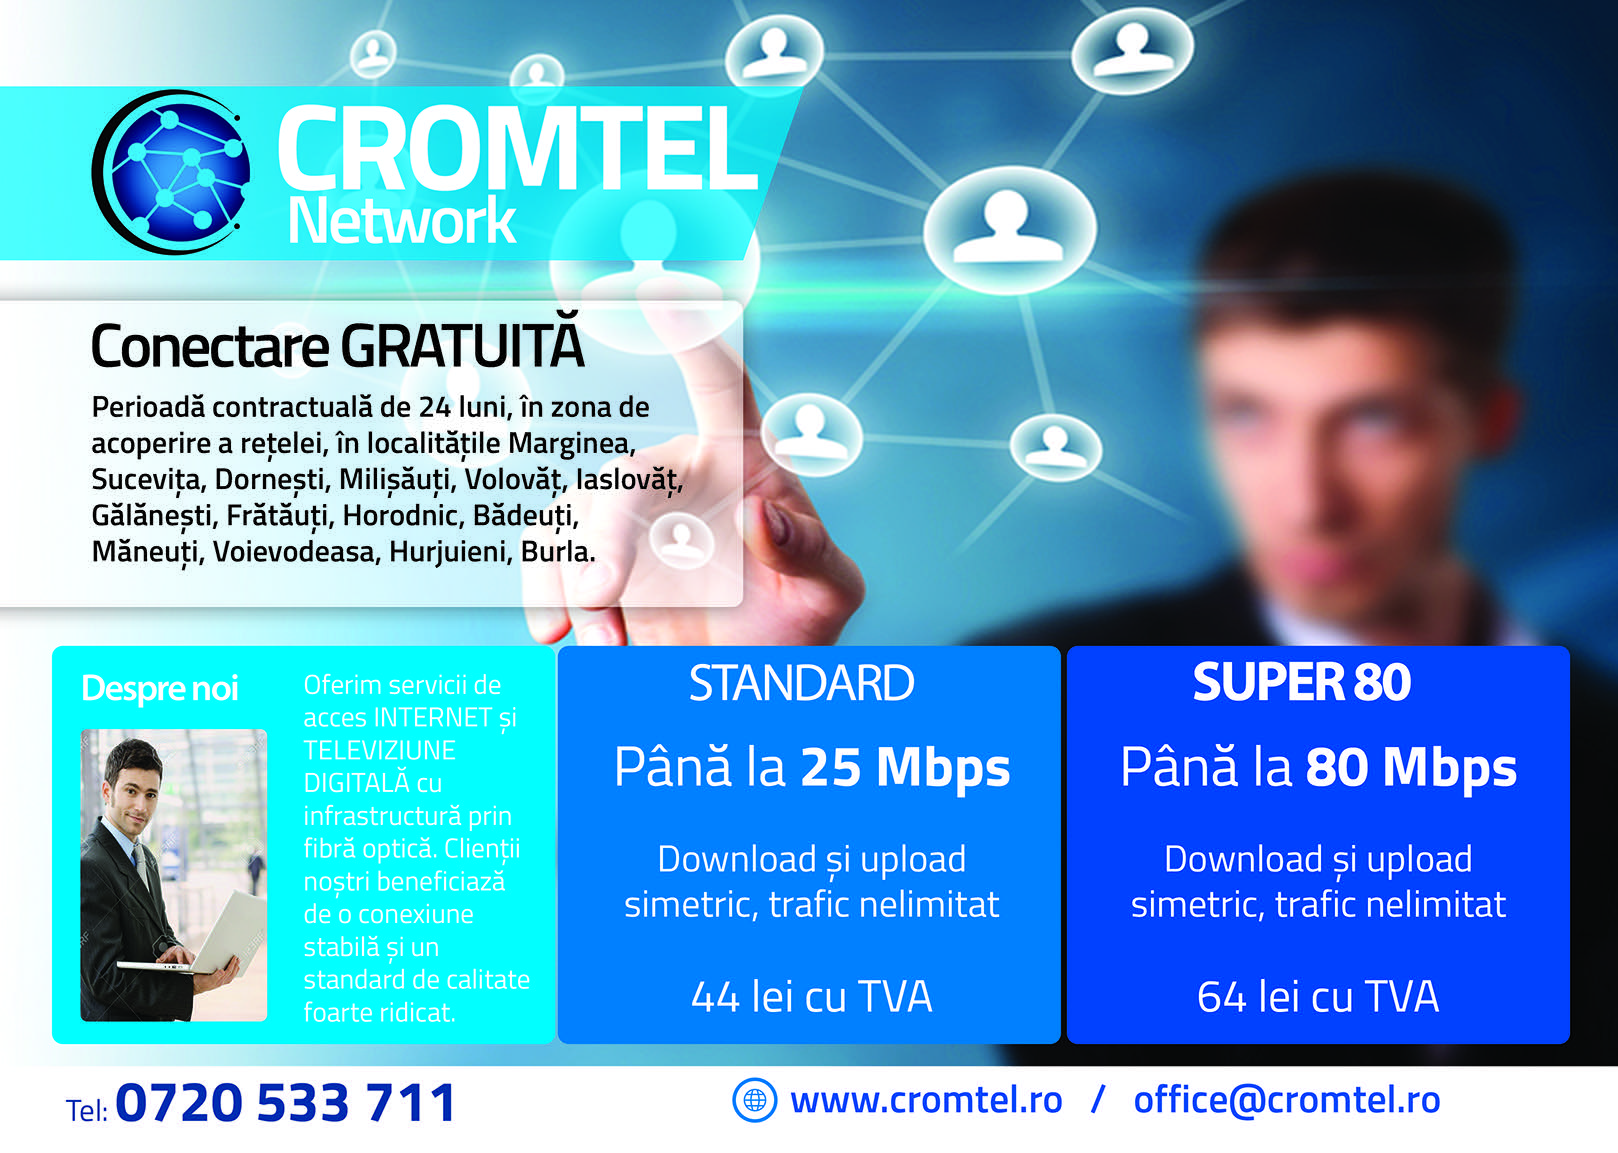 CROMTEL
Network
Conectare GRATUITĂ
Perioadă contractuală de 24 luni, în zona de
acoperire a rețelei, în localitățile Marginea,
Sucevița, Dornești, Milișăuți, Volovăț, Iaslovăț,
Gălănești, Frătăuți, Horodnic, Bădeuți,
Măneuți, Voievodeasa, Hurjuieni, Burla.
Despre noi
Oferim servicii de
acces INTERNET și
TELEVIZIUNE
DIGITALĂ cu
infrastructură prin
fibră optică. Clienții
noștri beneficiază
de o conexiune
stabilă și un
standard de calitate
foarte ridicat.
STANDARD
Până la 25 Mbps
Download și upload
simetric, trafic nelimitat
44 lei cu TVA
SUPER 80
Până la 80 Mbps
Download și upload
simetric, trafic nelimitat
64 lei cu TVA
Tel: 0720 533 711
www.cromtel.ro / office@cromtel.ro